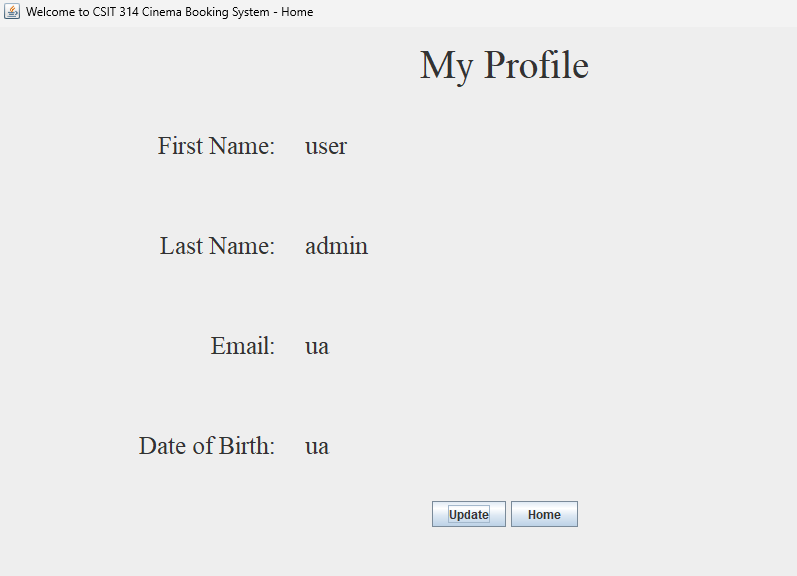 Welcome to CSIT 314 Cinema Booking System - Home
My Profile
First Name: user
Last Name: admin
Email: ua
Date of Birth: ua
Update Home